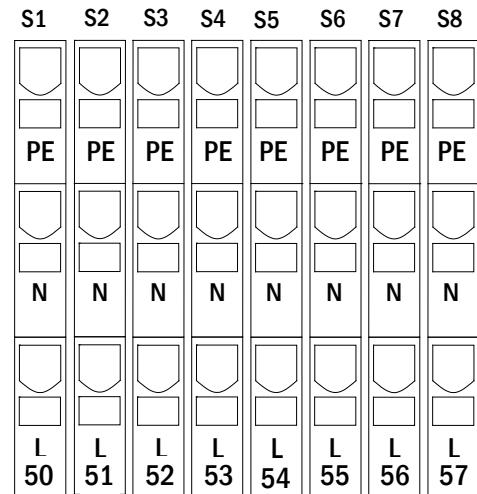 S1 S2 S3 S4 S5 S6 S7 S8
PE PE PE PE PE PE PE PE
N N N N N N N N
L L L L L L L L
50 51 52 53 54 55 56 57